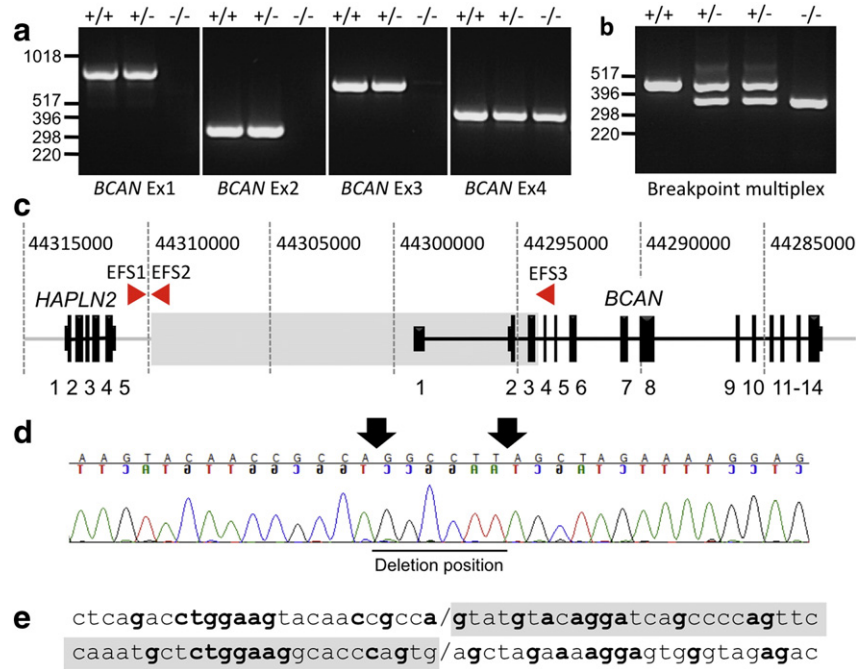 a
+/+ +/- -/- +/+ +/- -/- +/+ +/- -/- +/+ +/- -/-
1018
517
396
298
220
BCAN Ex1 BCAN Ex2 BCAN Ex3 BCAN Ex4
b
+/+ +/- +/- -/-
517
396
298
220
Breakpoint multiplex
c
44315000 44310000 44305000 44300000 44295000 44290000 44285000
EFS1 EFS2 EFS3
HAPLN2 BCAN
1 2 3 4 5 1 2 3 4 5 6 7 8 9 10 11-14
d
A A G T A C A A C C G C C A G G C C T T A G C T A G A A A A G G A G
T T C A T G T T G G C G G T C C G G A A T C G A T C T T T T C C T C
Deletion position
e
ctcagacctggaagtacaaccgcca/gtatgtacaggatcagccccagttc
caaatgctctggaaggcacccagtg/agctagaaaaggagtgggtagagac